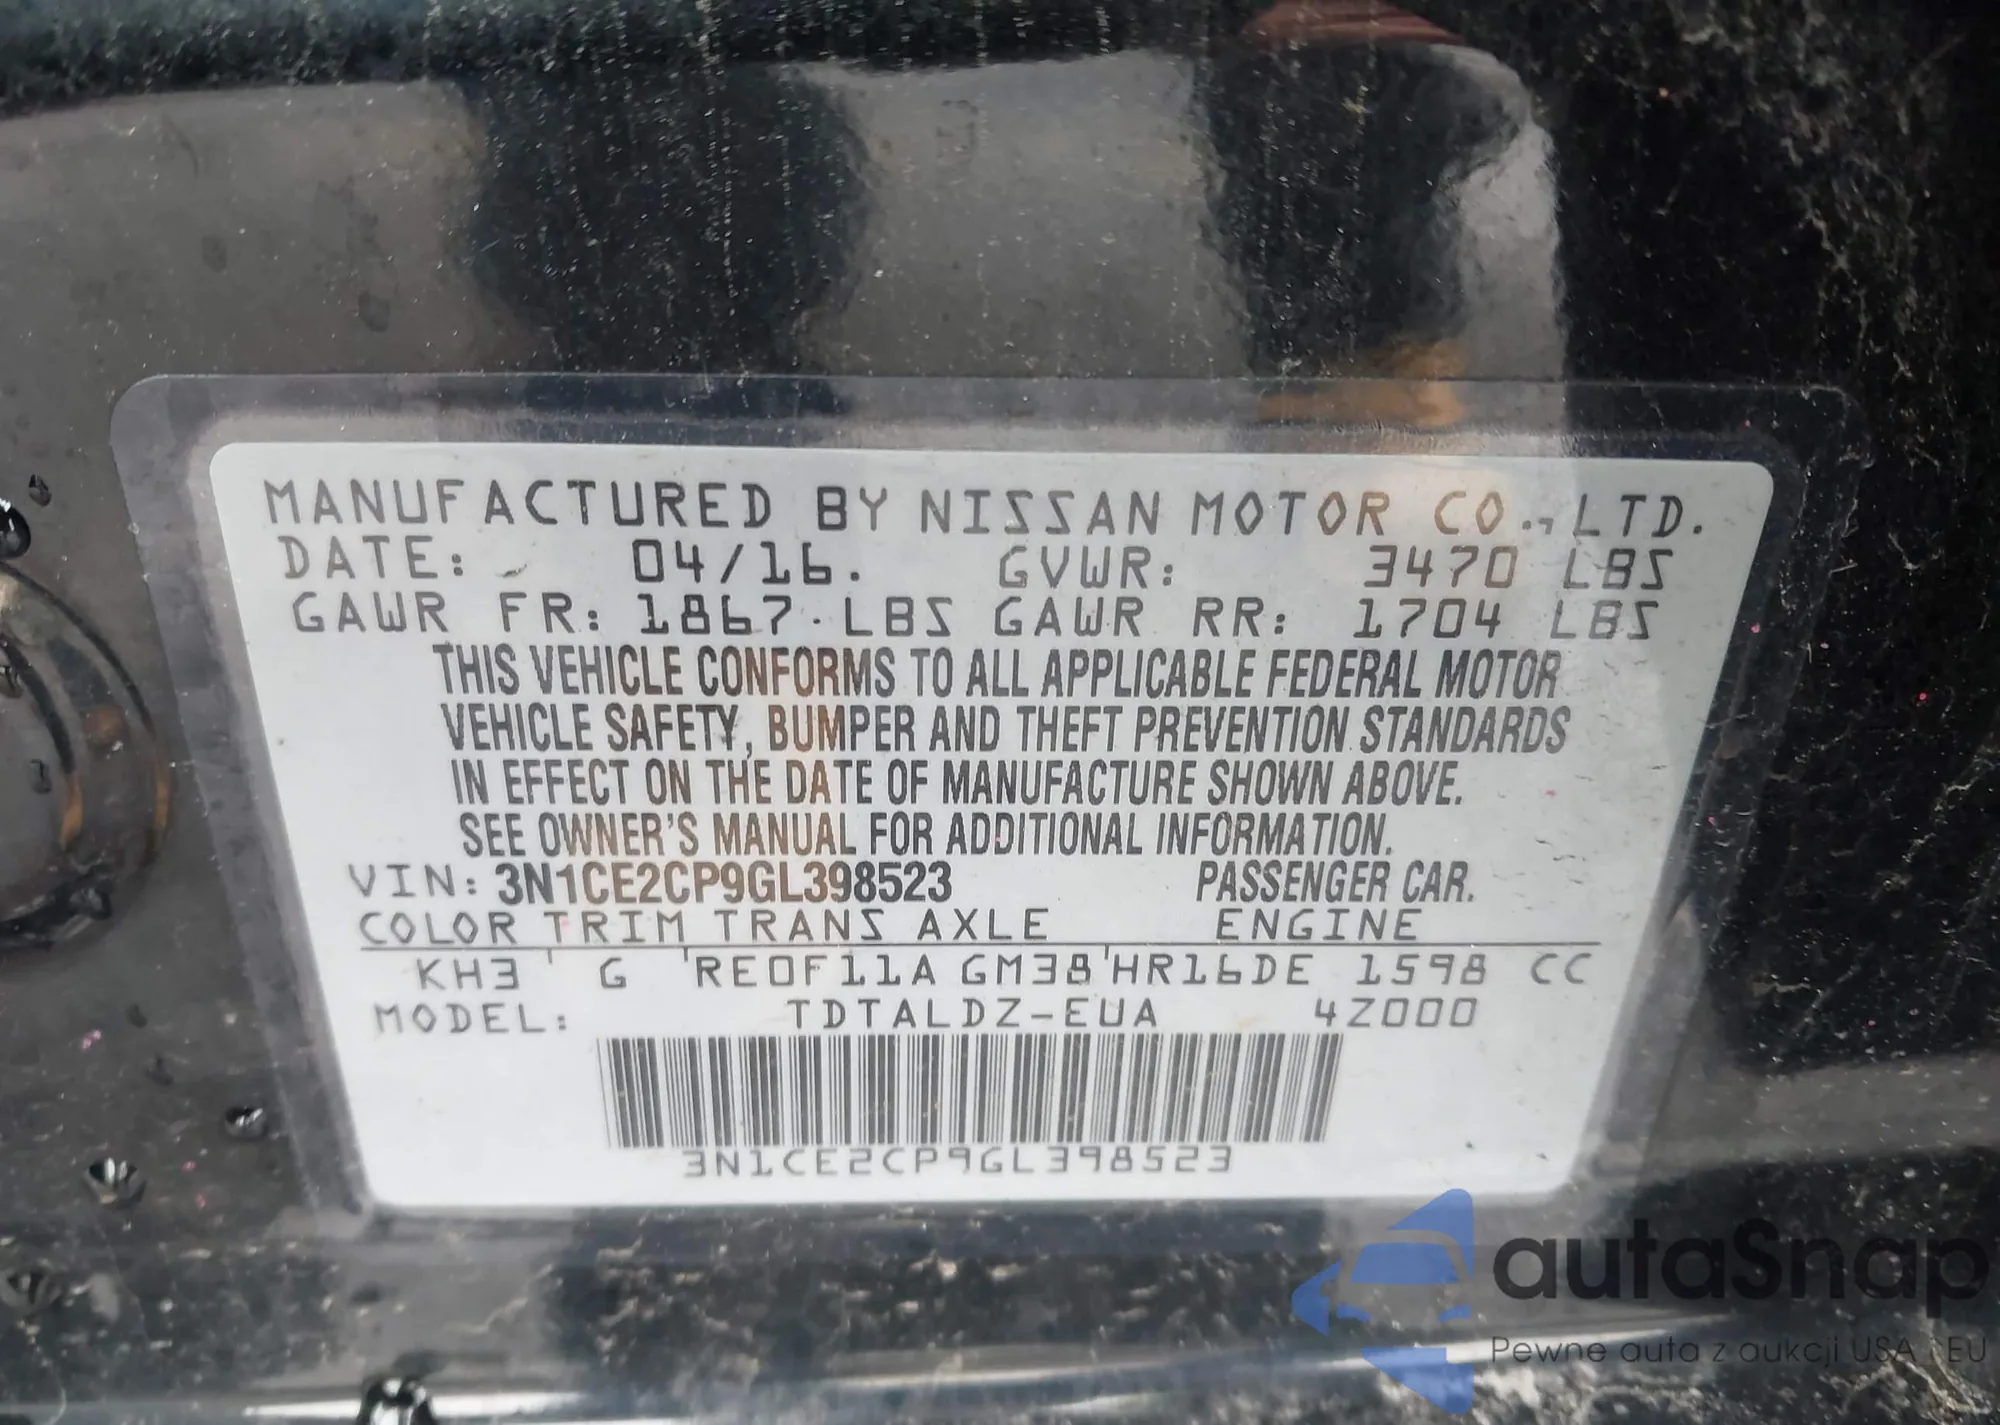 MANUFACTURED BY NISSAN MOTOR CO., LTD.
DATE: 04/16. GVWR: 3470 LBS
GAWR FR: 1867. LBS GAWR RR: 1704 LBS
THIS VEHICLE CONFORMS TO ALL APPLICABLE FEDERAL MOTOR
VEHICLE SAFETY, BUMPER AND THEFT PREVENTION STANDARDS
IN EFFECT ON THE DATE OF MANUFACTURE SHOWN ABOVE.
SEE OWNER'S MANUAL FOR ADDITIONAL INFORMATION.
VIN: 3N1CE2CP9GL398523 PASSENGER CAR.
COLOR TRIM TRANS AXLE ENGINE
KH3 ' G 'RE0F11A GM38'HR16DE 1598 CC
MODEL: TDTALDZ-EUA 4Z000
3N1CE2CP9GL398523
autaSnap
Pewne auta z aukcji USA i EU